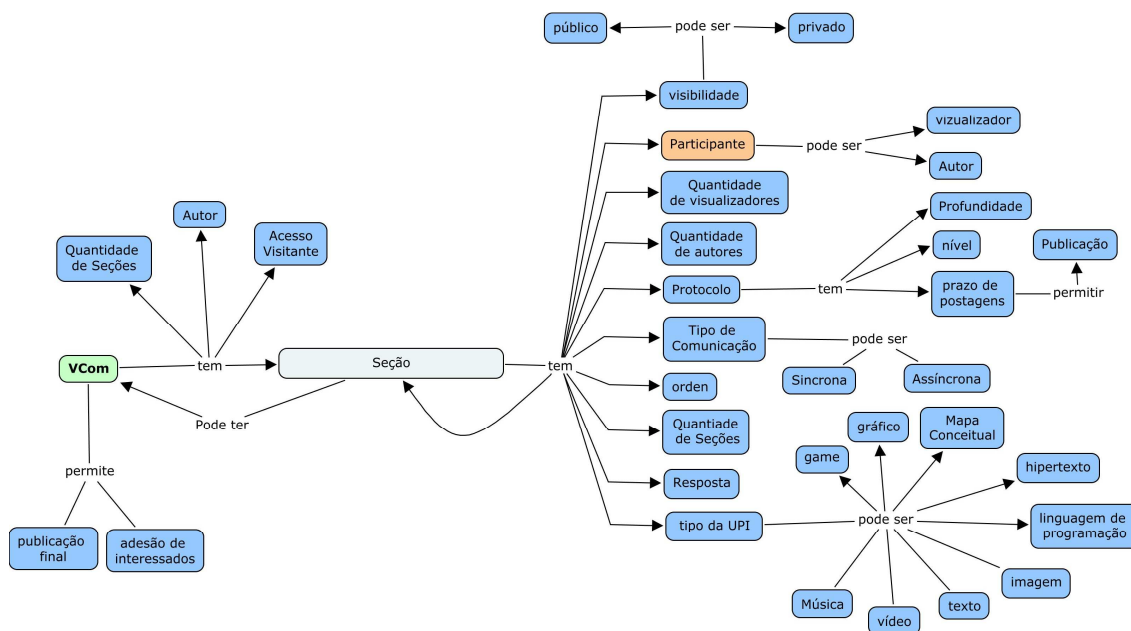 público
pode ser
privado
visibilidade
vizualizador
Participante
pode ser
Autor
Quantidade
de visualizadores
Profundidade
Autor
Acesso
Visitante
Quantidade
de Seções
Quantidade
de autores
nível
Publicação
Protocolo
tem
prazo de
postagens
permitir
Tipo de
Comunicação
pode ser
VCom
tem
Seção
tem
Sincrona
Assíncrona
orden
Pode ter
Quantiade
de Seções
gráfico
Mapa
Conceitual
game
hipertexto
permite
Resposta
tipo da UPI
pode ser
linguagem de
programação
publicação
final
adesão de
interessados
imagem
Música
texto
vídeo